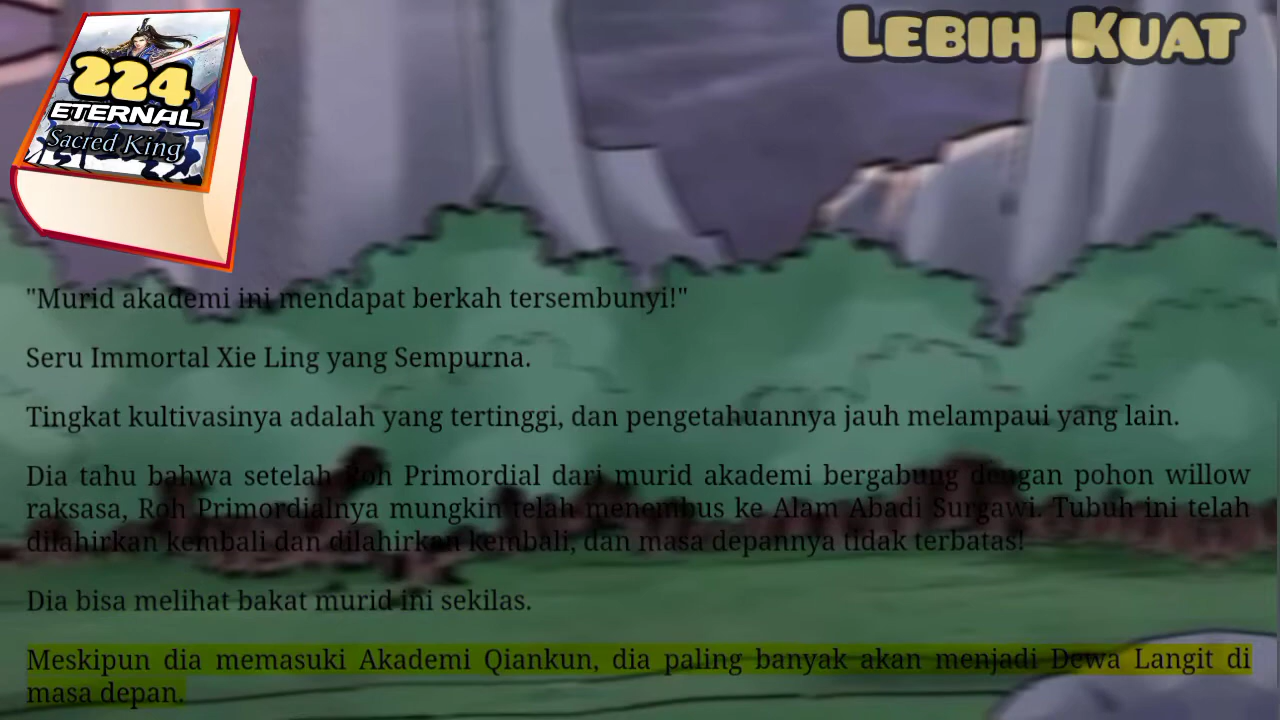 224
ETERNAL
Sacred King
LEBIH KUAT
"Murid akademi ini mendapat berkah tersembunyi!"
Seru Immortal Xie Ling yang Sempurna.
Tingkat kultivasinya adalah yang tertinggi, dan pengetahuannya jauh melampaui yang lain.
Dia tahu bahwa setelah Roh Primordial dari murid akademi bergabung dengan pohon willow
raksasa, Roh Primordialnya mungkin telah menembus ke Alam Abadi Surgawi. Tubuh ini telah
dilahirkan kembali dan dilahirkan kembali, dan masa depannya tidak terbatas!
Dia bisa melihat bakat murid ini sekilas.
Meskipun dia memasuki Akademi Qiankun, dia paling banyak akan menjadi Dewa Langit di
masa depan.